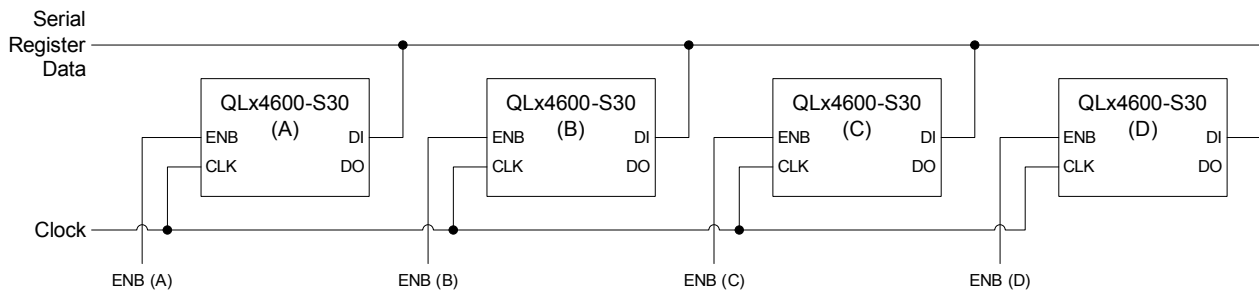 Serial
Register
Data
QLx4600-S30
(A)
ENB
DI
CLK
DO
QLx4600-S30
(B)
ENB
DI
CLK
DO
QLx4600-S30
(C)
ENB
DI
CLK
DO
QLx4600-S30
(D)
ENB
DI
CLK
DO
Clock
ENB (A)
ENB (B)
ENB (C)
ENB (D)